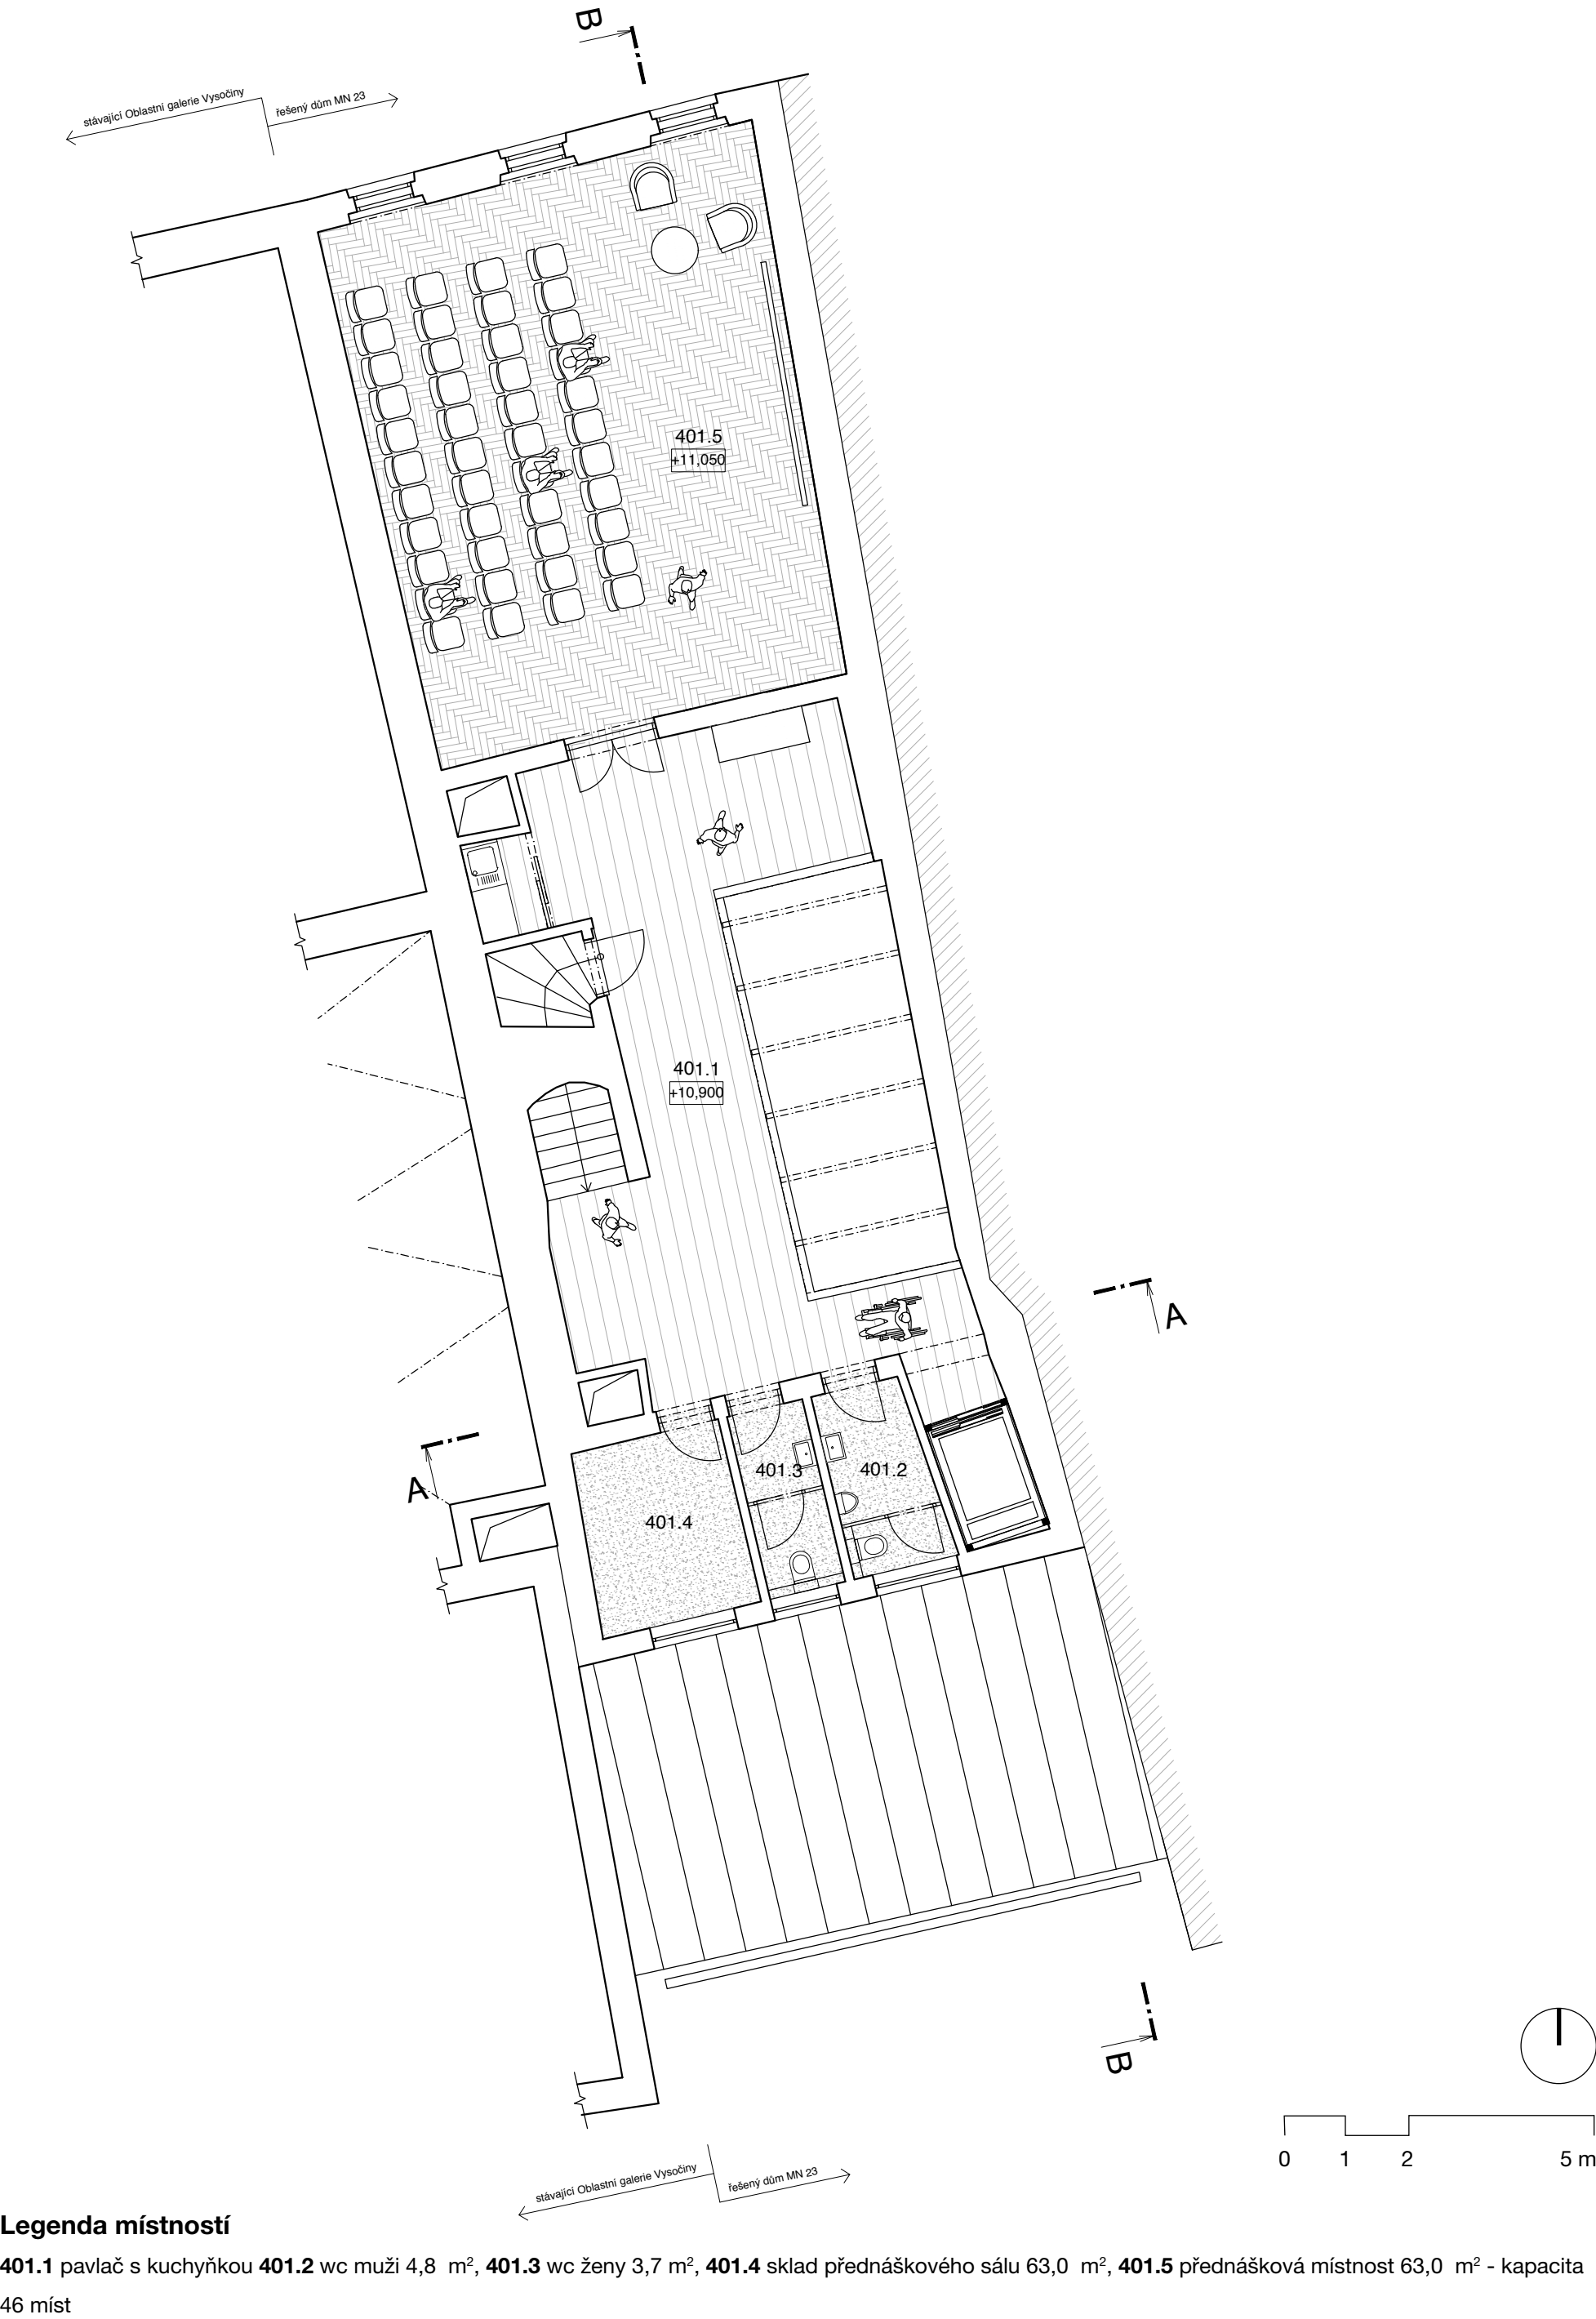 B
stávající Oblastní galerie Vysočiny
řešený dům MN 23
401.5
+11,050
401.1
+10,900
A
A
401.3
401.2
401.4
B
0 1 2 5 m
stávající Oblastní galerie Vysočiny
řešený dům MN 23
Legenda místností
401.1 pavlač s kuchyňkou 401.2 wc muži 4,8 m², 401.3 wc ženy 3,7 m², 401.4 sklad přednáškového sálu 63,0 m², 401.5 přednášková místnost 63,0 m² - kapacita
46 míst